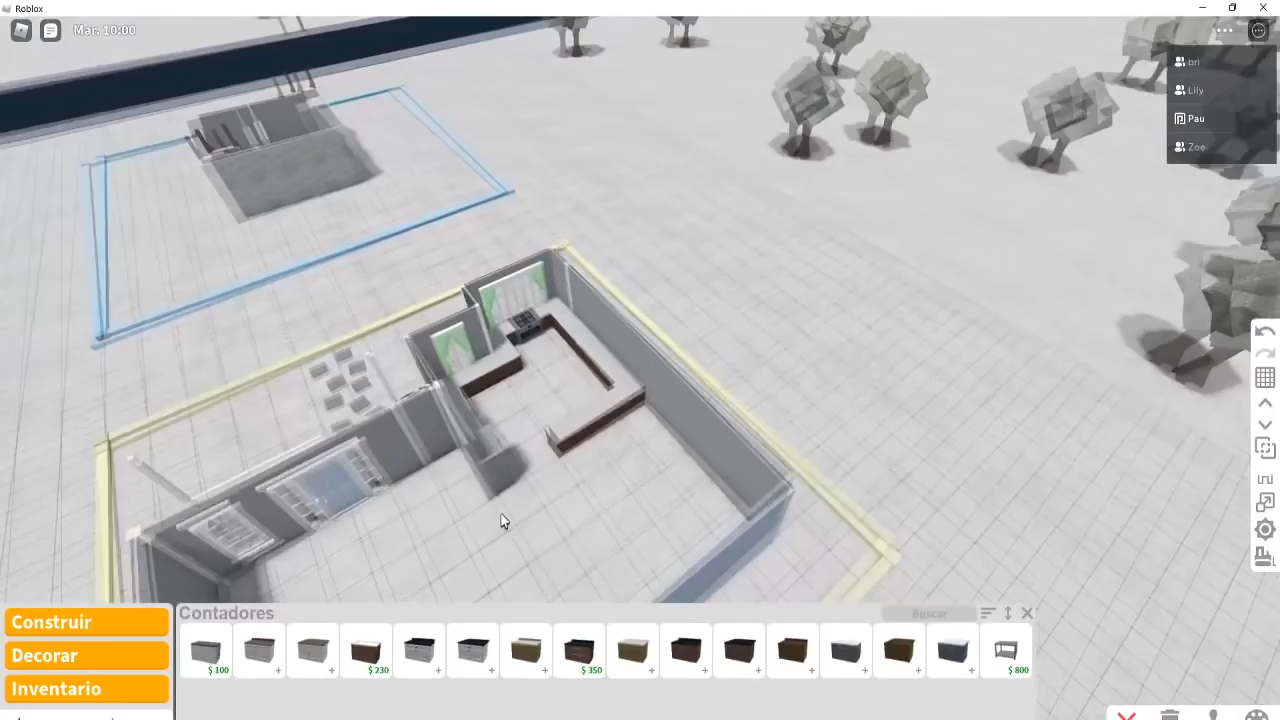 Roblox
Mar. 10:00
bri
Lily
Pau
Zoe
Construir
Decorar
Inventario
Contadores
Buscar
$ 100
$ 230
$ 350
$ 800